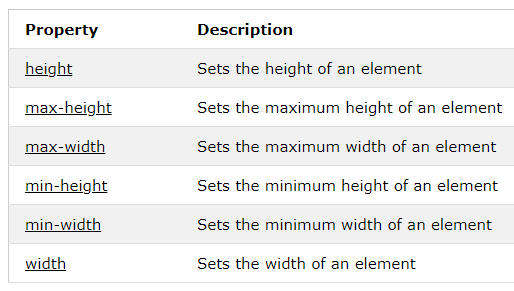 Property Description
height Sets the height of an element
max-height Sets the maximum height of an element
max-width Sets the maximum width of an element
min-height Sets the minimum height of an element
min-width Sets the minimum width of an element
width Sets the width of an element